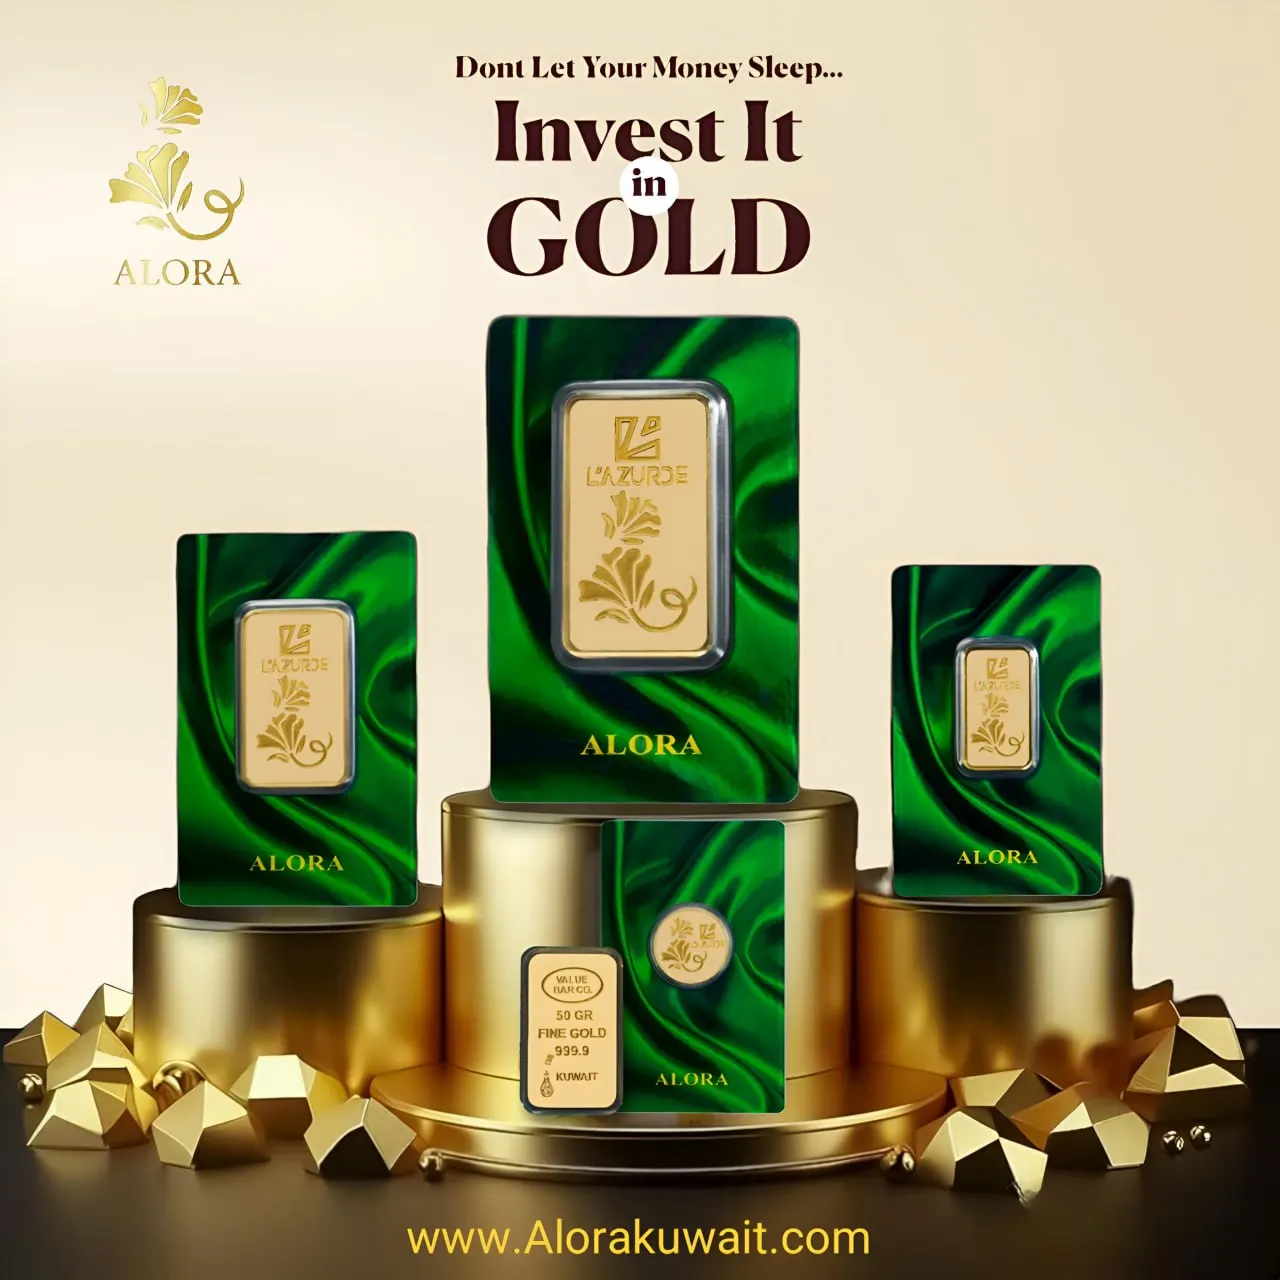 Dont Let Your Money Sleep...
Invest It
in
GOLD
ALORA
L'AZURDE
ALORA
L'AZURDE
ALORA
L'AZURDE
ALORA
L'AZURDE
ALORA
VALUE
BAR CO.
50 GR
FINE GOLD
999.9
KUWAIT
www.Alorakuwait.com